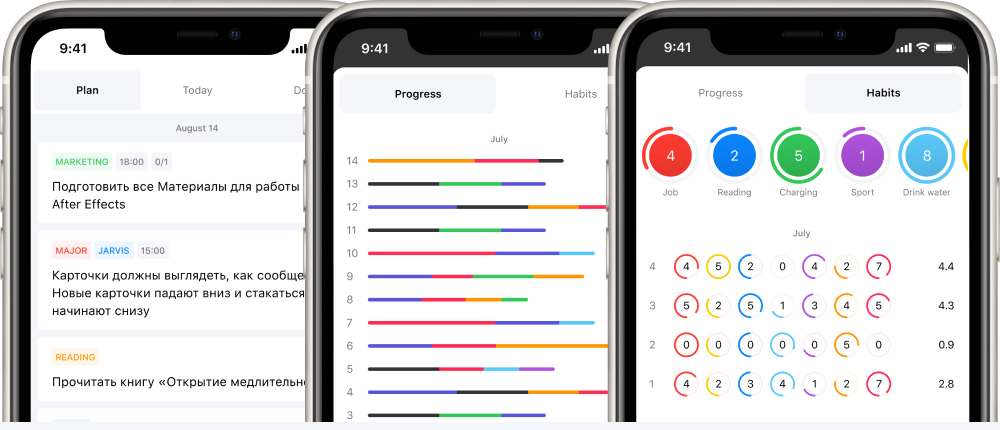 9:41
Plan
Today
Do
August 14
MARKETING 18:00 0/1
Подготовить все Материалы для работы
After Effects
MAJOR JARVIS 15:00
Карточки должны выглядеть, как сообще
Новые карточки падают вниз и стакаться
начинают снизу
READING
Прочитать книгу «Открытие медлительн
9:41
Progress
Habits
July
14
13
12
11
10
9
8
7
6
5
4
3
9:41
Progress
Habits
4 2 5 1 8
Job Reading Charging Sport Drink water
July
4 4 5 2 0 4 2 7 4.4
3 5 2 5 1 3 4 5 4.3
2 0 0 0 0 0 5 0 0.9
1 4 2 3 4 1 2 7 2.8